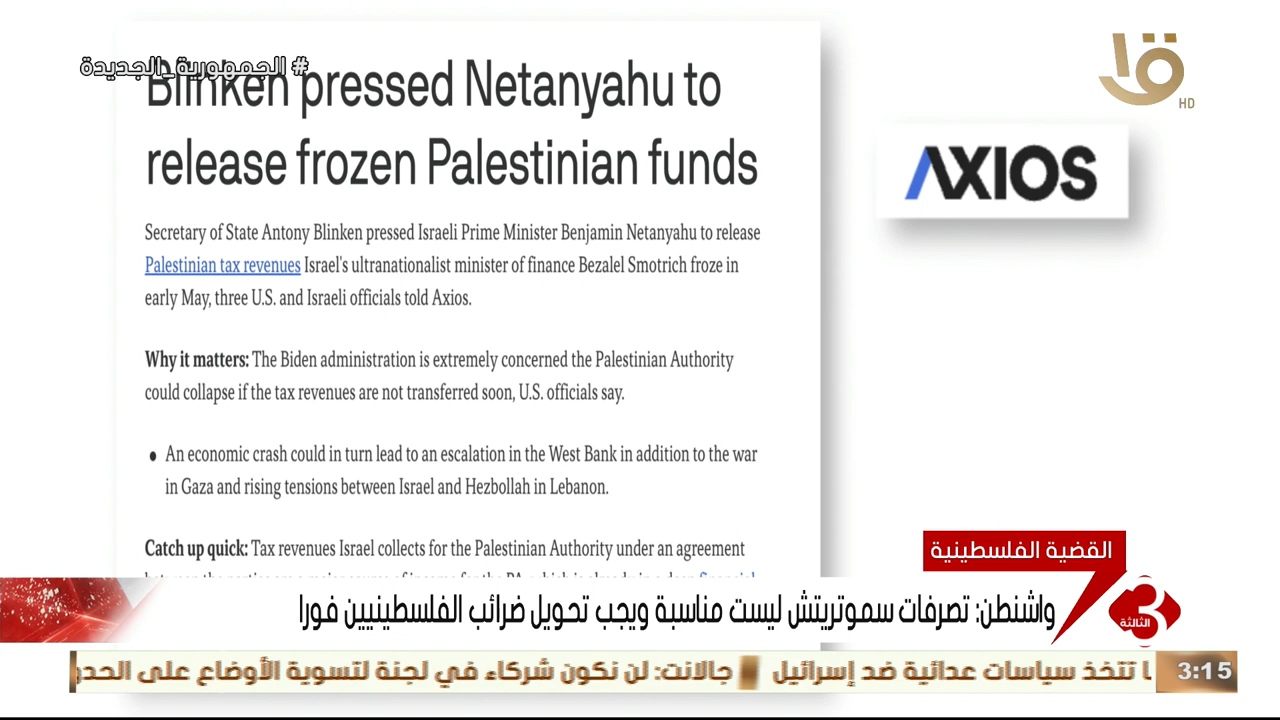 # الجمهورية_الجديدة
HD
Blinken pressed Netanyahu to
release frozen Palestinian funds
AXIOS
Secretary of State Antony Blinken pressed Israeli Prime Minister Benjamin Netanyahu to release
Palestinian tax revenues Israel's ultranationalist minister of finance Bezalel Smotrich froze in
early May, three U.S. and Israeli officials told Axios.
Why it matters: The Biden administration is extremely concerned the Palestinian Authority
could collapse if the tax revenues are not transferred soon, U.S. officials say.
• An economic crash could in turn lead to an escalation in the West Bank in addition to the war
in Gaza and rising tensions between Israel and Hezbollah in Lebanon.
Catch up quick: Tax revenues Israel collects for the Palestinian Authority under an agreement
القضية الفلسطينية
واشنطن: تصرفات سموتريتش ليست مناسبة ويجب تحويل ضرائب الفلسطينيين فورا
3 الثالثة
تتخذ سياسات عدائية ضد إسرائيل جالانت: لن نكون شركاء في لجنة لتسوية الأوضاع على
3:15